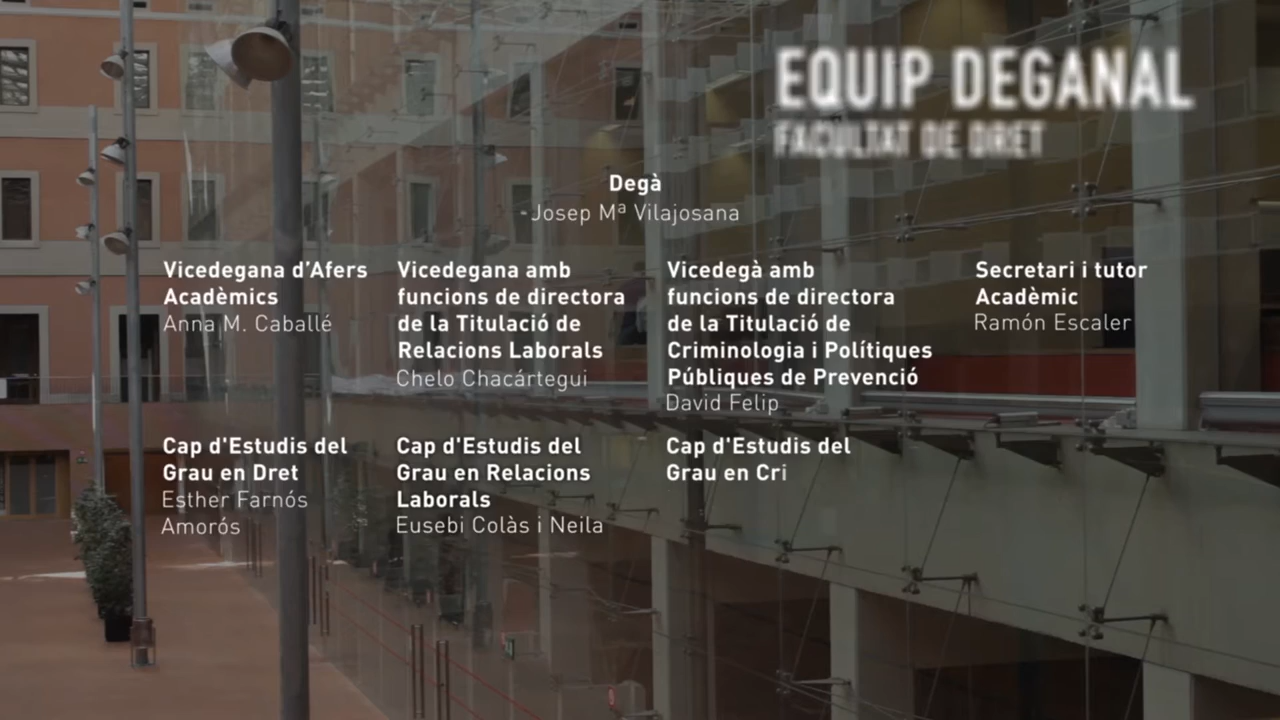 EQUIP DEGANAL
FACULTAT DE DRET
Degà
Josep Mª Vilajosana
Vicedegana d'Afers
Acadèmics
Anna M. Caballé
Vicedegana amb
funcions de directora
de la Titulació de
Relacions Laborals
Chelo Chacártegui
Vicedegà amb
funcions de directora
de la Titulació de
Criminologia i Polítiques
Públiques de Prevenció
David Felip
Secretari i tutor
Acadèmic
Ramón Escaler
Cap d'Estudis del
Grau en Dret
Esther Farnós
Amorós
Cap d'Estudis del
Grau en Relacions
Laborals
Eusebi Colàs i Neila
Cap d'Estudis del
Grau en Cri